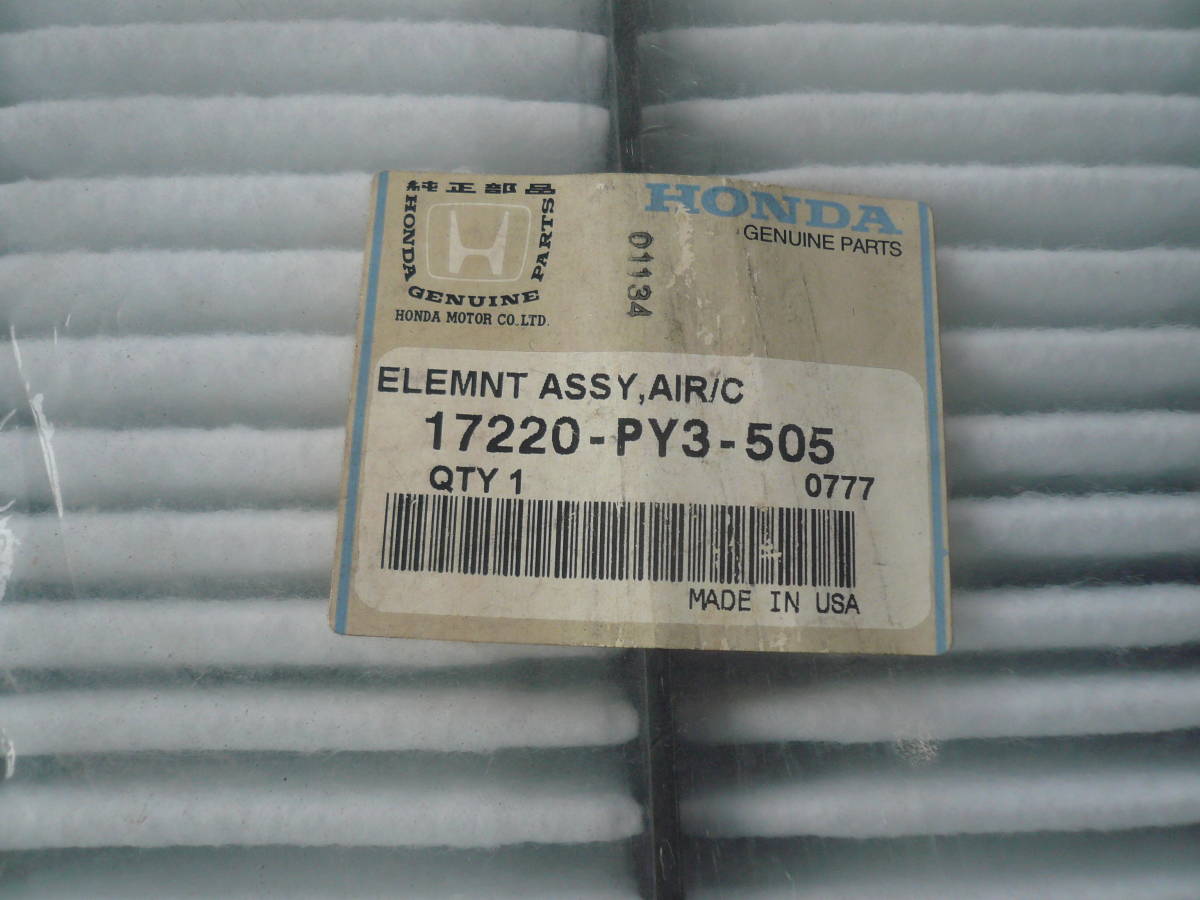 純正部品
HONDA GENUINE PARTS
HONDA MOTOR CO.,LTD.
HONDA
GENUINE PARTS
01134
ELEMNT ASSY,AIR/C
17220-PY3-505
QTY 1 0777
MADE IN USA